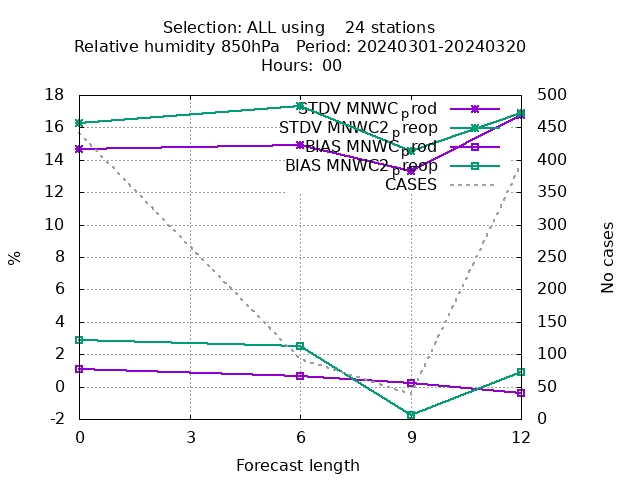 Selection: ALL using    24 stations
Relative humidity 850hPa   Period: 20240301-20240320
Hours: 00
STDV MNWC_prod
STDV MNWC2_preop
BIAS MNWC_prod
BIAS MNWC2_preop
CASES
18
16
14
12
10
8
6
4
2
0
-2
%
500
450
400
350
300
250
200
150
100
50
0
No cases
0 3 6 9 12
Forecast length